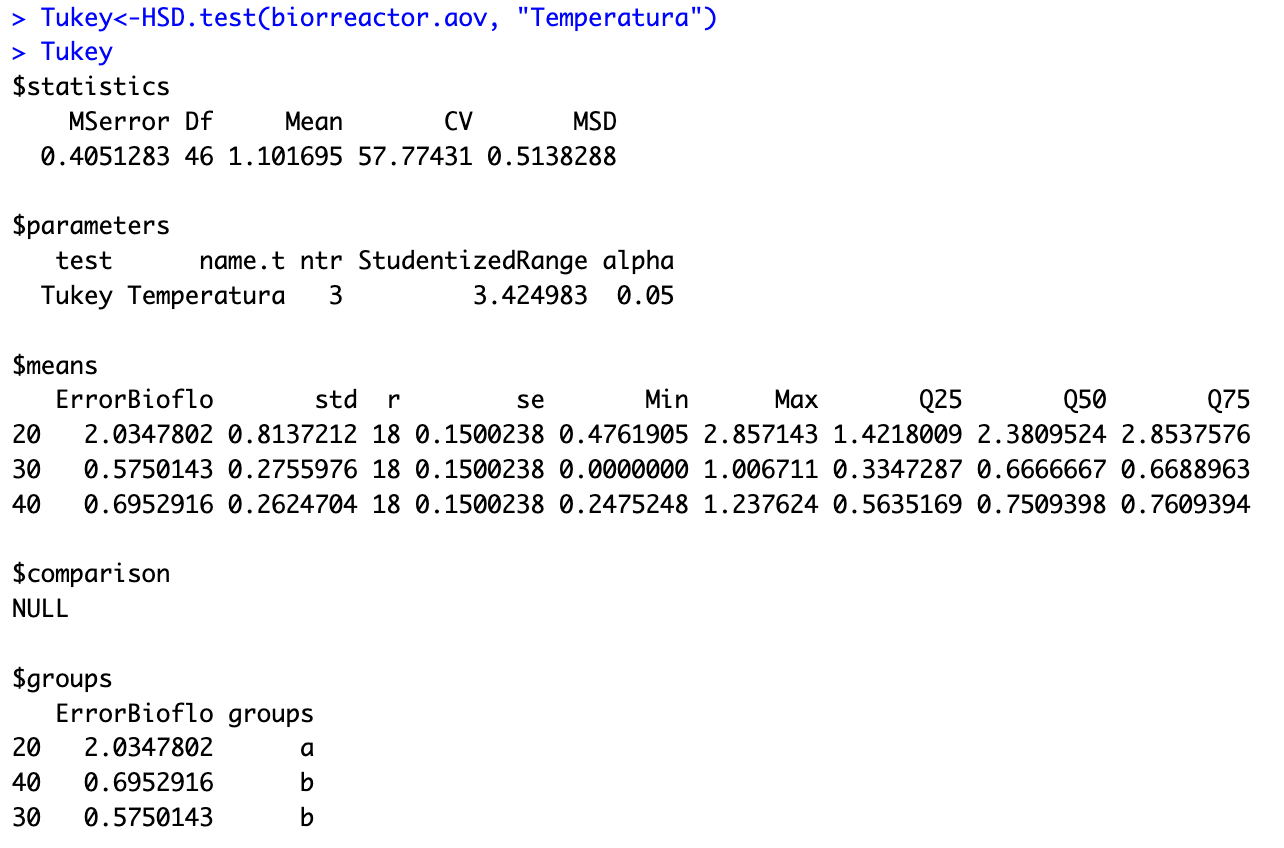 > Tukey<-HSD.test(biorreactor.aov, "Temperatura")
> Tukey
$statistics
    MSerror Df     Mean       CV       MSD
  0.4051283 46 1.101695 57.77431 0.5138288

$parameters
   test      name.t ntr StudentizedRange alpha
  Tukey Temperatura   3         3.424983  0.05

$means
   ErrorBioflo       std  r        se       Min      Max       Q25       Q50       Q75
20   2.0347802 0.8137212 18 0.1500238 0.4761905 2.857143 1.4218009 2.3809524 2.8537576
30   0.5750143 0.2755976 18 0.1500238 0.0000000 1.006711 0.3347287 0.6666667 0.6688963
40   0.6952916 0.2624704 18 0.1500238 0.2475248 1.237624 0.5635169 0.7509398 0.7609394

$comparison
NULL

$groups
   ErrorBioflo groups
20   2.0347802      a
40   0.6952916      b
30   0.5750143      b